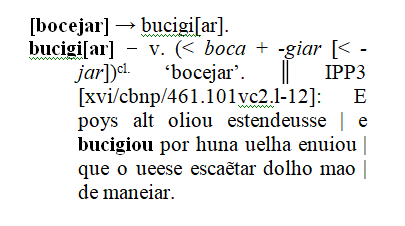 [bocejar] → bucigi[ar].
bucigi[ar] − v. (< boca + -giar [< -
jar])cl. ‘bocejar’. ‖ IPP3
[xvi/cbnp/461.101vc2.l-12]: E
poys alt oliou estendeusse | e
bucigiou por huna uelha enuiou |
que o ueese escaẽtar dolho mao |
de maneiar.